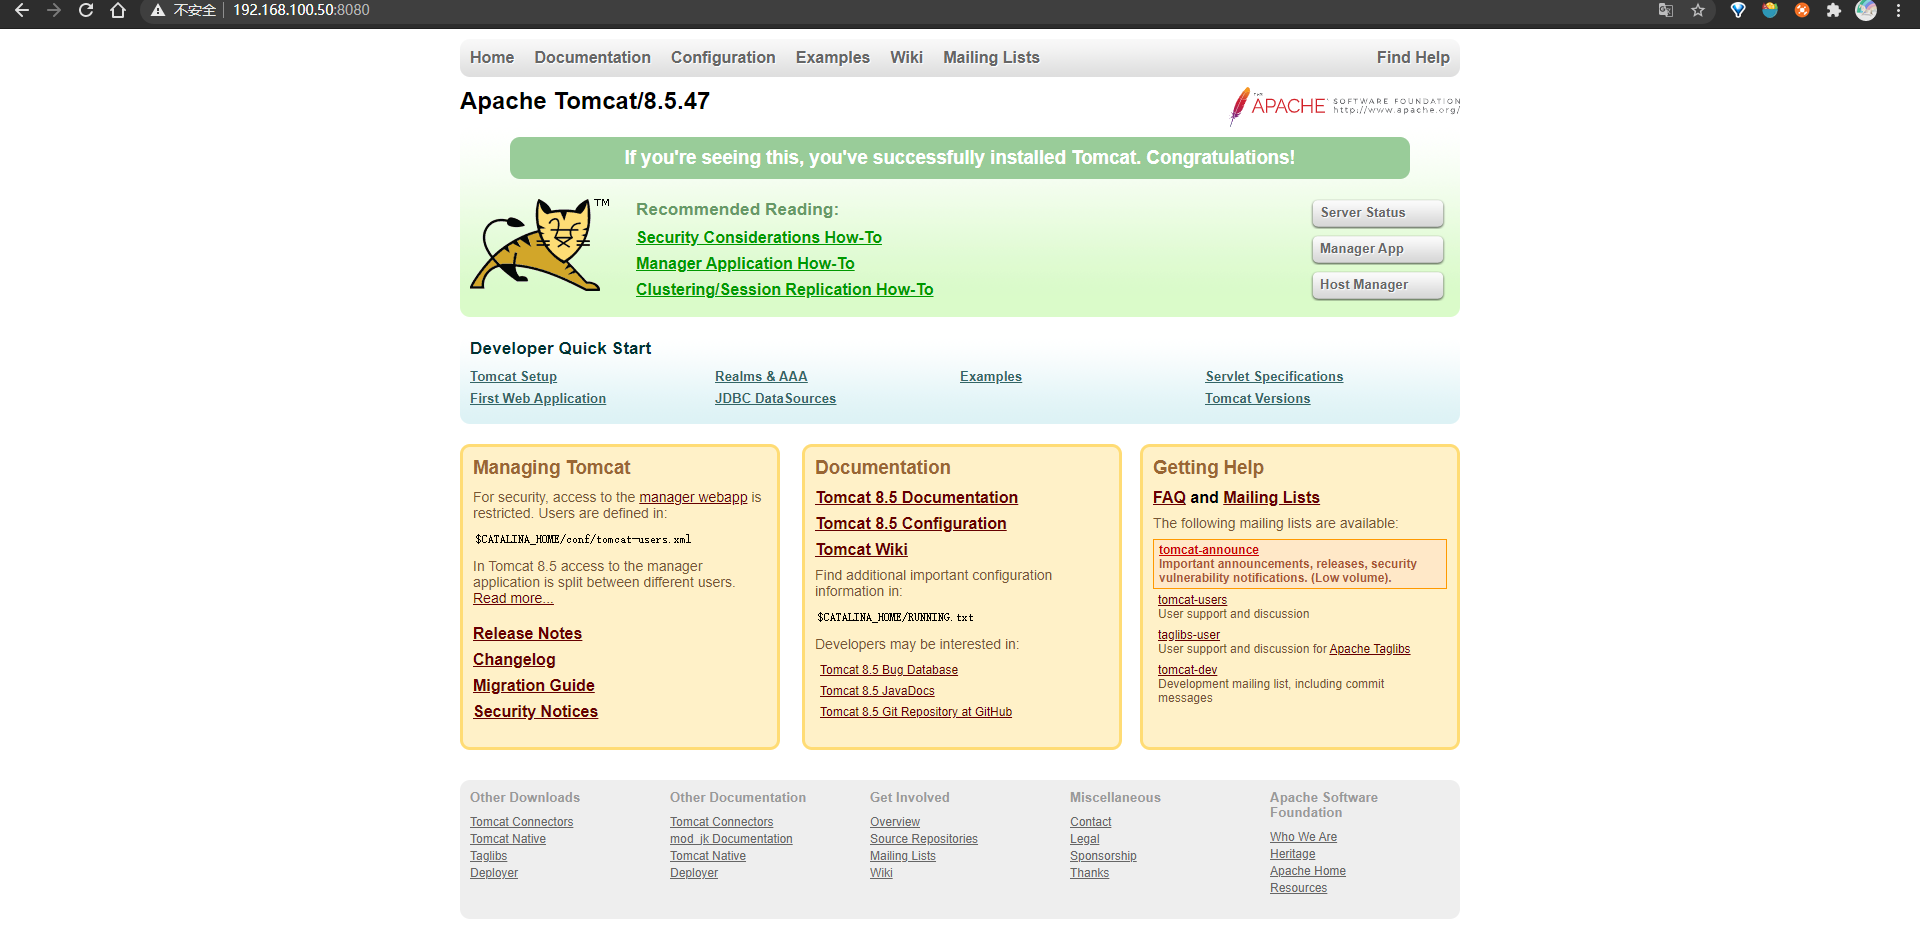 不安全 192.168.100.50:8080
Home Documentation Configuration Examples Wiki Mailing Lists Find Help
Apache Tomcat/8.5.47
THE APACHE SOFTWARE FOUNDATION
http://www.apache.org/
If you're seeing this, you've successfully installed Tomcat. Congratulations!
TM
Recommended Reading:
Security Considerations How-To
Manager Application How-To
Clustering/Session Replication How-To
Server Status
Manager App
Host Manager
Developer Quick Start
Tomcat Setup
First Web Application
Realms & AAA
JDBC DataSources
Examples
Servlet Specifications
Tomcat Versions
Managing Tomcat
For security, access to the manager webapp is
restricted. Users are defined in:
$CATALINA_HOME/conf/tomcat-users.xml
In Tomcat 8.5 access to the manager
application is split between different users.
Read more...
Release Notes
Changelog
Migration Guide
Security Notices
Documentation
Tomcat 8.5 Documentation
Tomcat 8.5 Configuration
Tomcat Wiki
Find additional important configuration
information in:
$CATALINA_HOME/RUNNING.txt
Developers may be interested in:
Tomcat 8.5 Bug Database
Tomcat 8.5 JavaDocs
Tomcat 8.5 Git Repository at GitHub
Getting Help
FAQ and Mailing Lists
The following mailing lists are available:
tomcat-announce
Important announcements, releases, security
vulnerability notifications. (Low volume).
tomcat-users
User support and discussion
taglibs-user
User support and discussion for Apache Taglibs
tomcat-dev
Development mailing list, including commit
messages
Other Downloads
Tomcat Connectors
Tomcat Native
Taglibs
Deployer
Other Documentation
Tomcat Connectors
mod_jk Documentation
Tomcat Native
Deployer
Get Involved
Overview
Source Repositories
Mailing Lists
Wiki
Miscellaneous
Contact
Legal
Sponsorship
Thanks
Apache Software
Foundation
Who We Are
Heritage
Apache Home
Resources